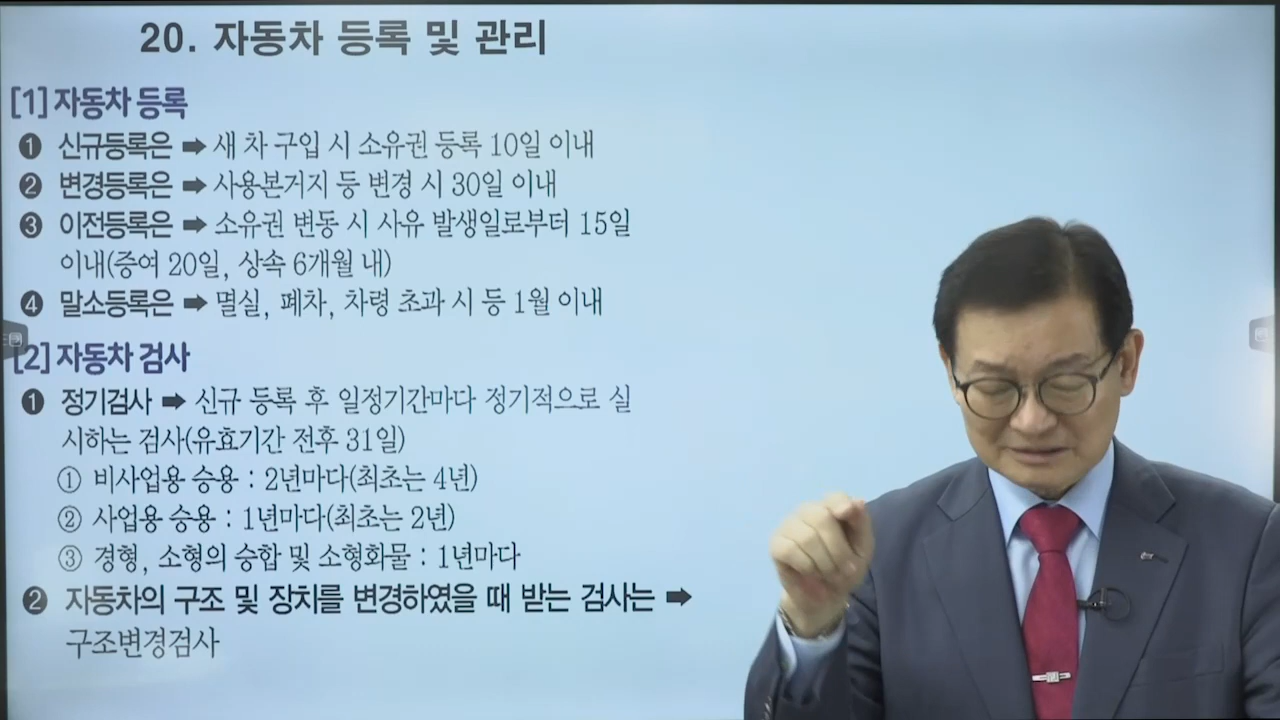 20. 자동차 등록 및 관리
[1] 자동차 등록
❶ 신규등록은 ➡ 새 차 구입 시 소유권 등록 10일 이내
❷ 변경등록은 ➡ 사용본거지 등 변경 시 30일 이내
❸ 이전등록은 ➡ 소유권 변동 시 사유 발생일로부터 15일
이내(증여 20일, 상속 6개월 내)
❹ 말소등록은 ➡ 멸실, 폐차, 차령 초과 시 등 1월 이내
[2] 자동차 검사
❶ 정기검사 ➡ 신규 등록 후 일정기간마다 정기적으로 실
시하는 검사(유효기간 전후 31일)
① 비사업용 승용 : 2년마다(최초는 4년)
② 사업용 승용 : 1년마다(최초는 2년)
③ 경형, 소형의 승합 및 소형화물 : 1년마다
❷ 자동차의 구조 및 장치를 변경하였을 때 받는 검사는 ➡
구조변경검사